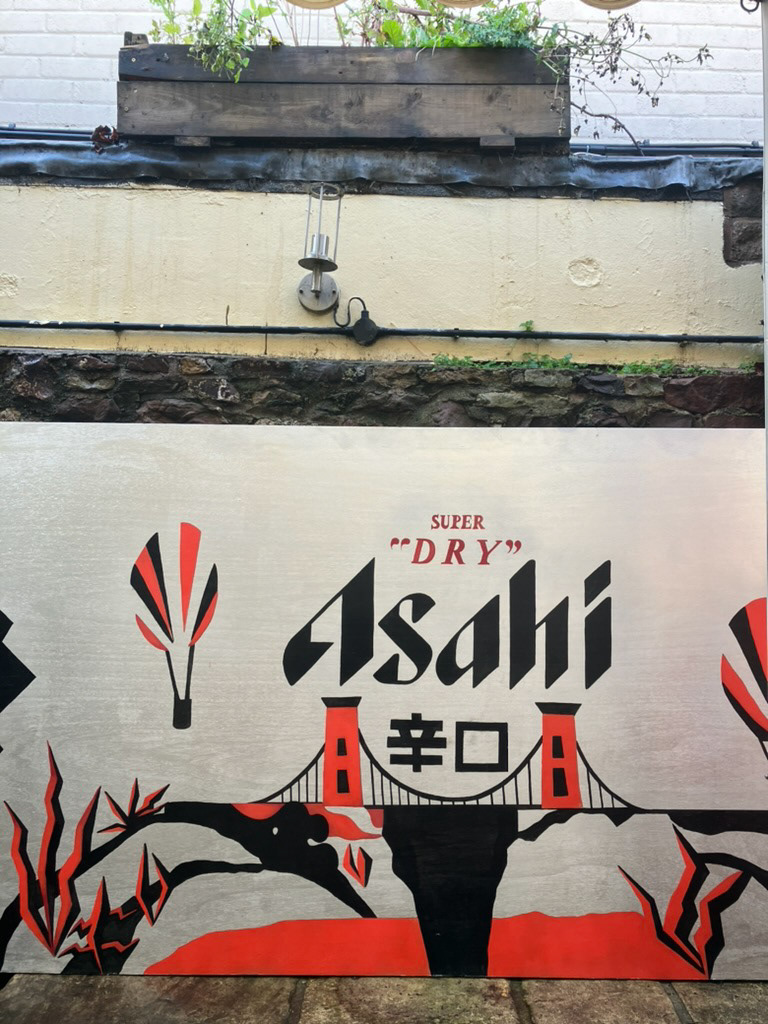 SUPER
"DRY"
Asahi
辛口